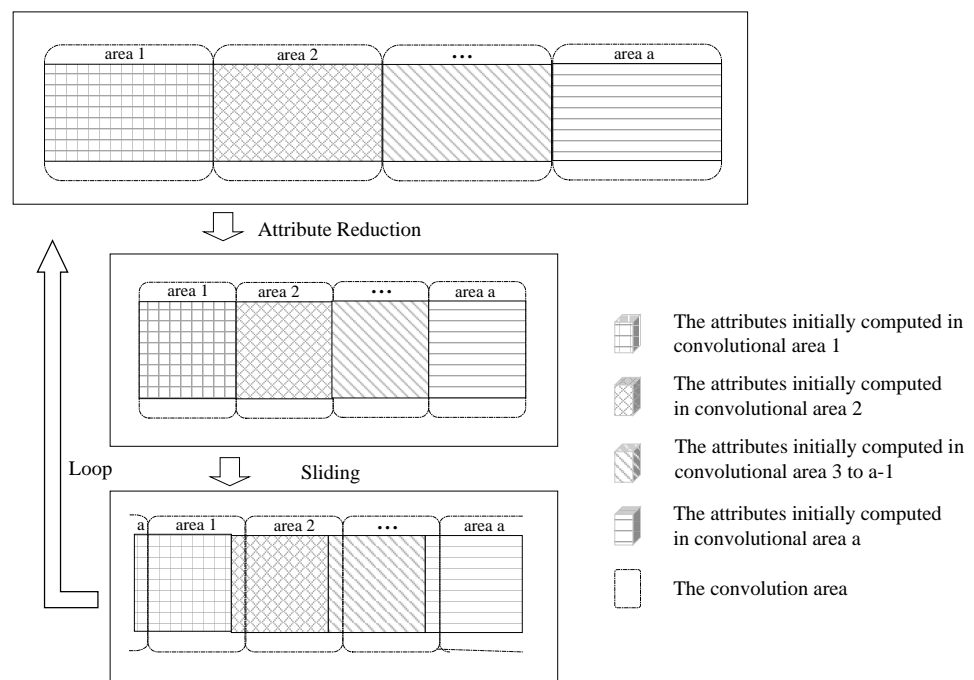 area 1 area 2 ••• area a
Attribute Reduction
area 1 area 2 ••• area a
Loop
Sliding
a area 1 area 2 ••• area a
The attributes initially computed in
convolutional area 1
The attributes initially computed
in convolutional area 2
The attributes initially computed in
convolutional area 3 to a-1
The attributes initially computed
in convolutional area a
The convolution area